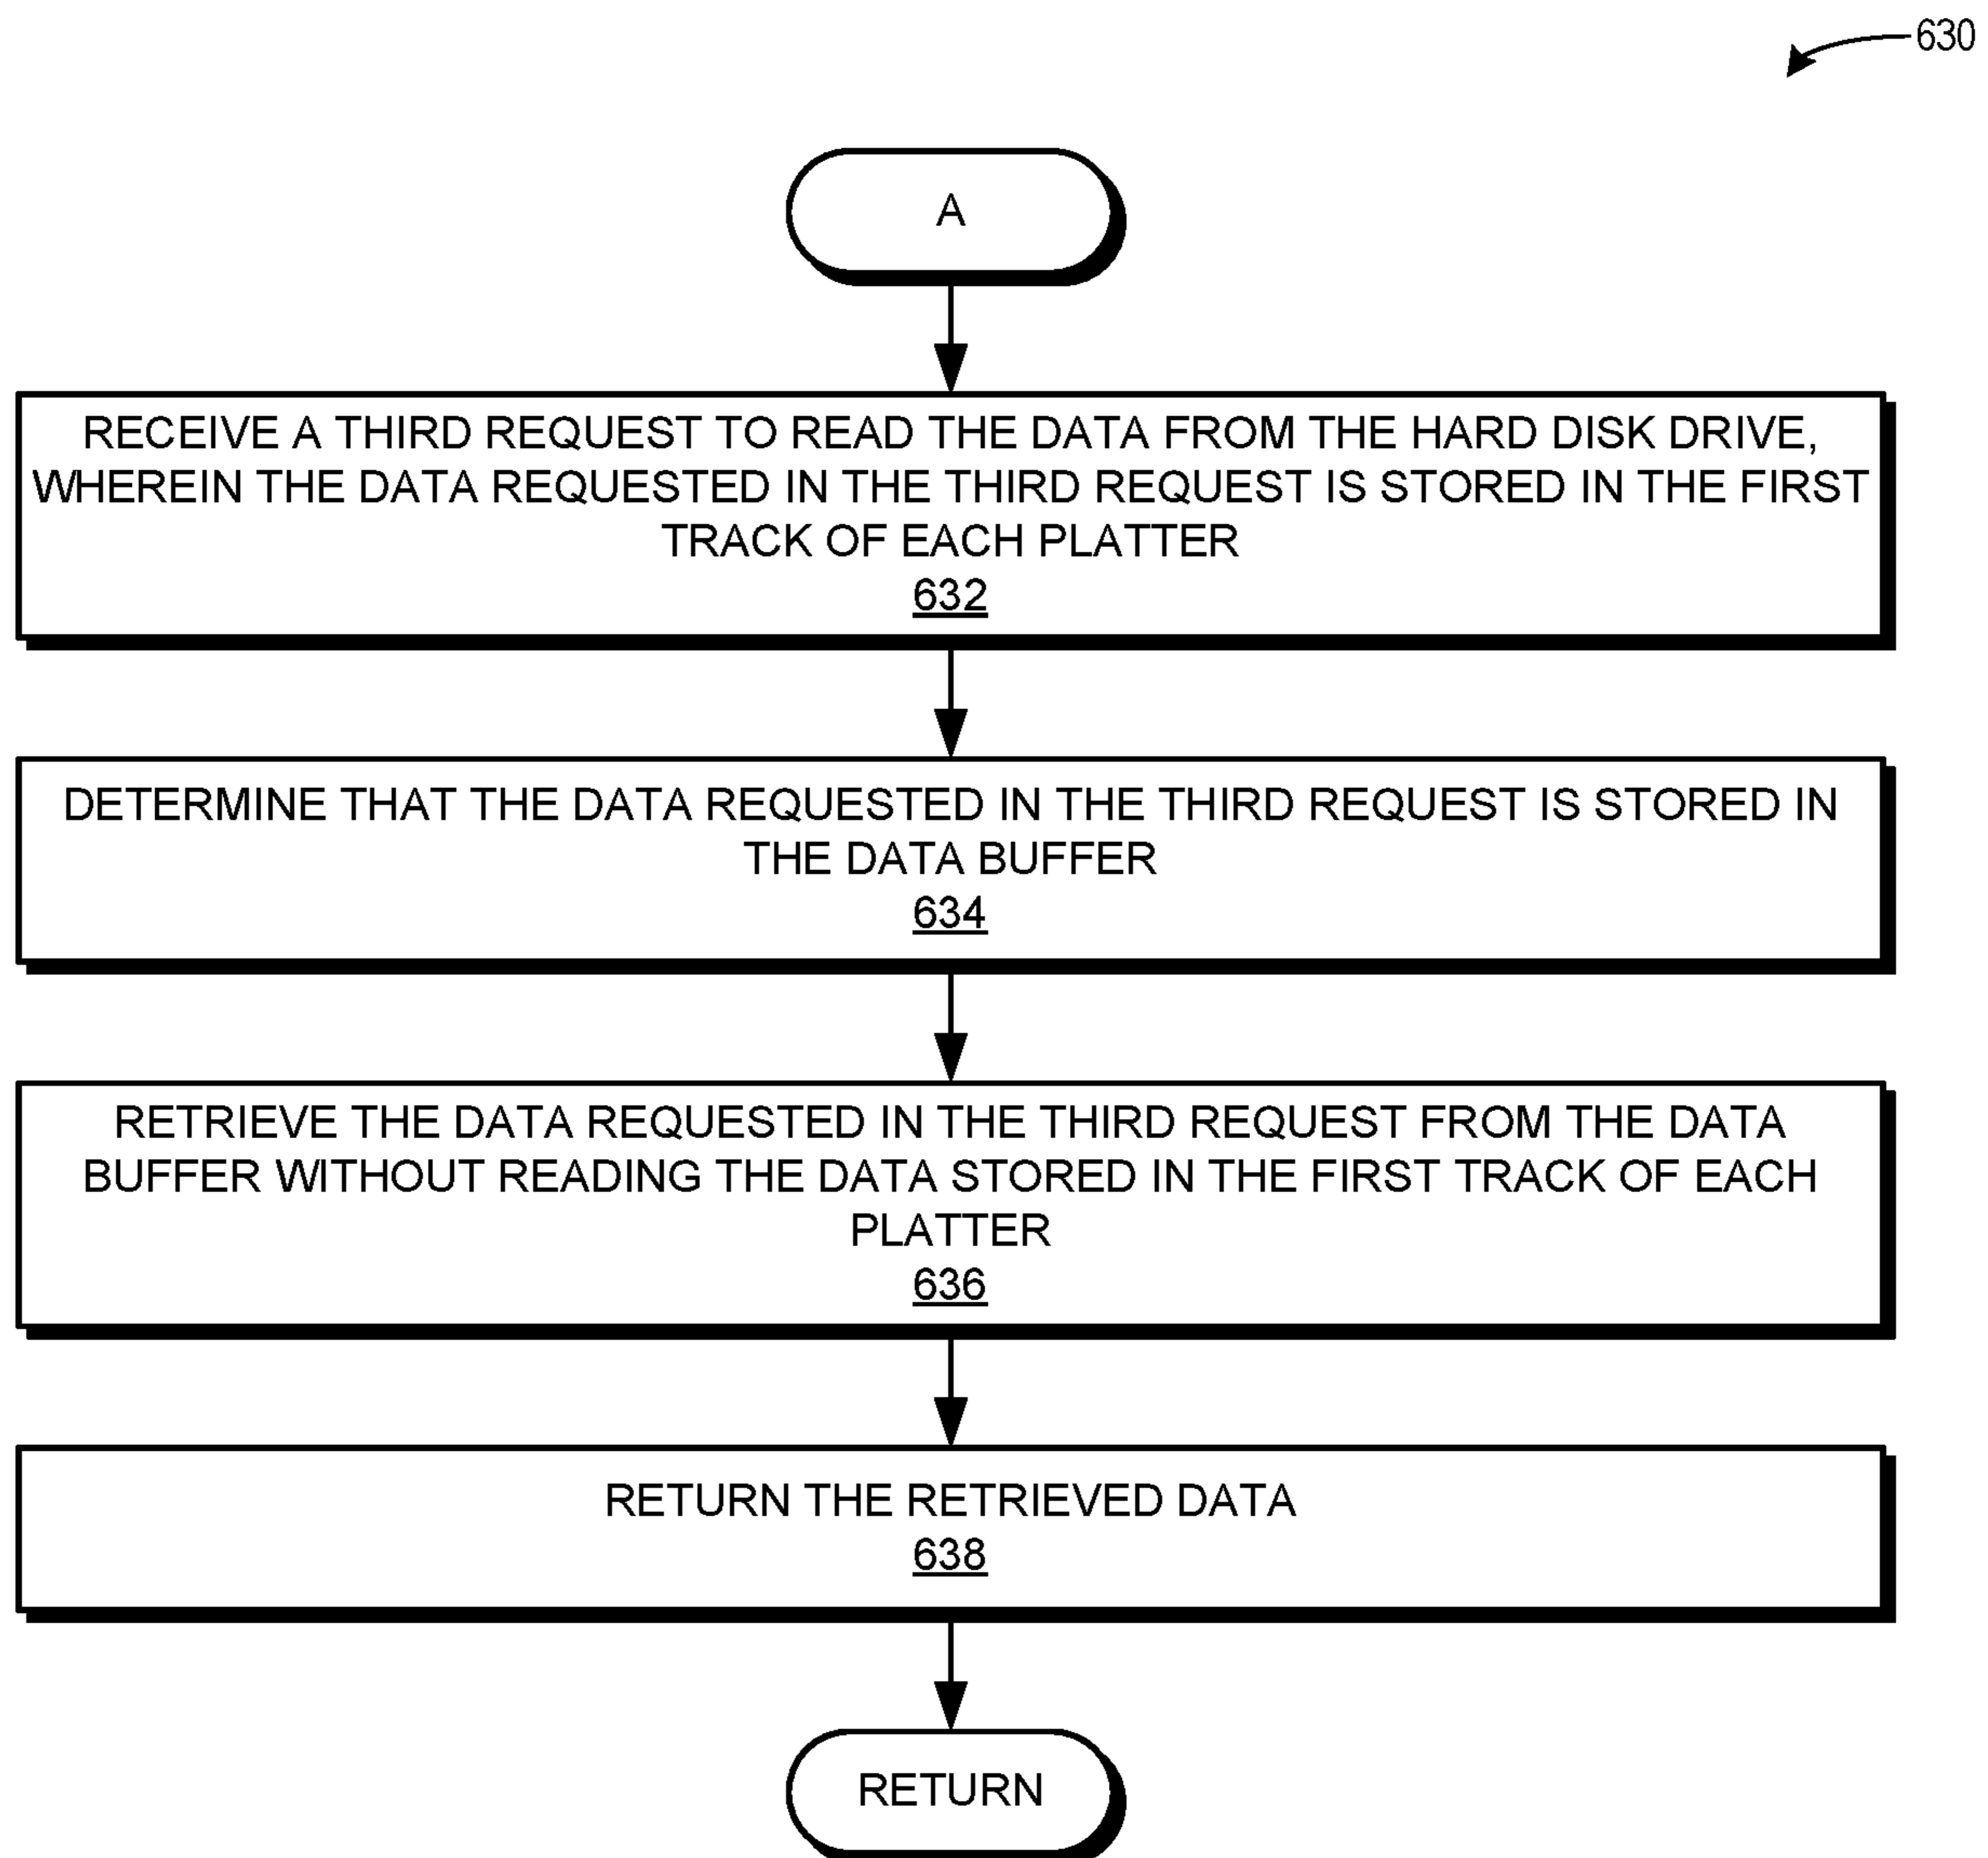 630
A
RECEIVE A THIRD REQUEST TO READ THE DATA FROM THE HARD DISK DRIVE,
WHEREIN THE DATA REQUESTED IN THE THIRD REQUEST IS STORED IN THE FIRST
TRACK OF EACH PLATTER
632
DETERMINE THAT THE DATA REQUESTED IN THE THIRD REQUEST IS STORED IN
THE DATA BUFFER
634
RETRIEVE THE DATA REQUESTED IN THE THIRD REQUEST FROM THE DATA
BUFFER WITHOUT READING THE DATA STORED IN THE FIRST TRACK OF EACH
PLATTER
636
RETURN THE RETRIEVED DATA
638
RETURN